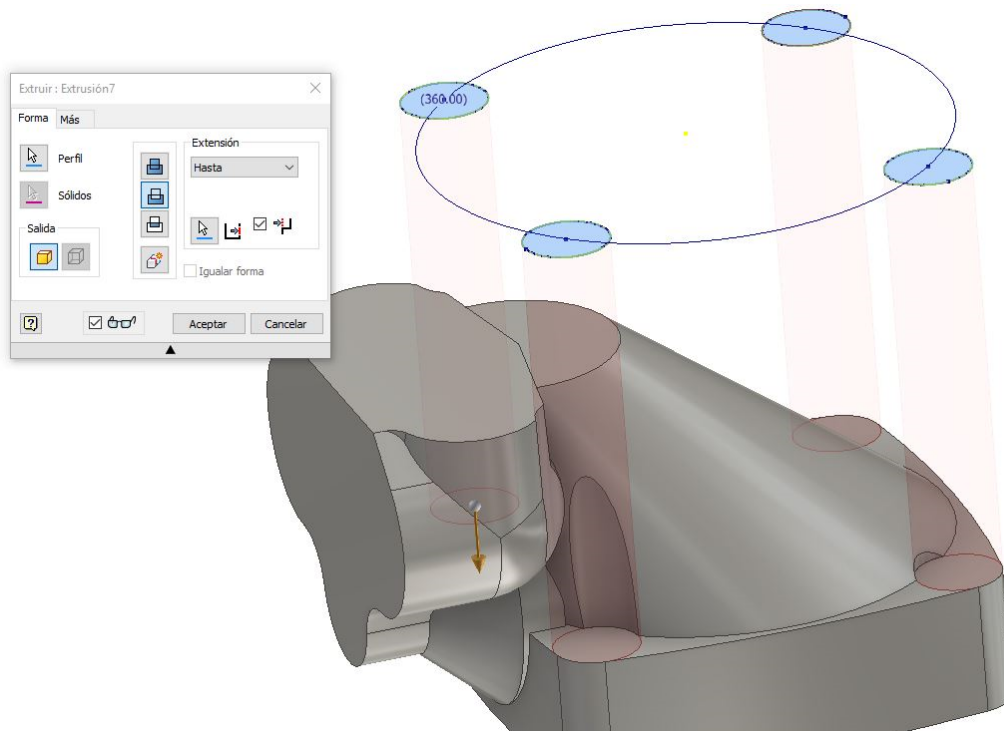 Extruir : Extrusión7
Forma
Más
Perfil
Sólidos
Salida
Extensión
Hasta
Igualar forma
Aceptar
Cancelar
(360.00)